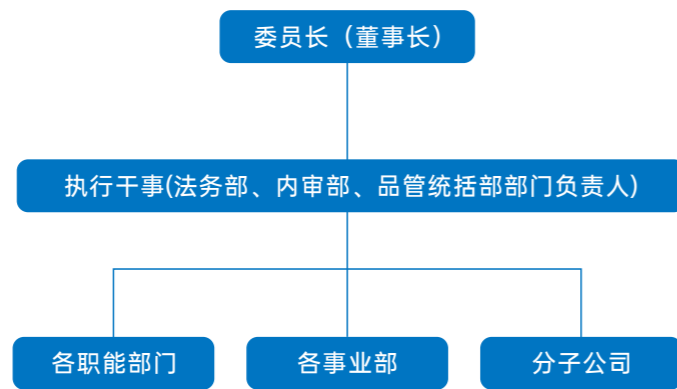 委员长（董事长）
执行干事(法务部、内审部、品管统括部部门负责人)
各职能部门
各事业部
分子公司